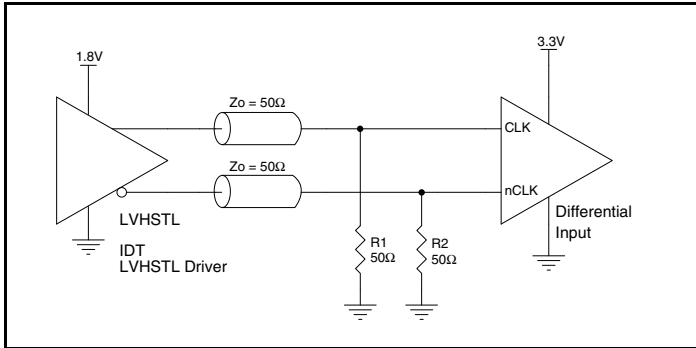 1.8V
3.3V
Zo = 50Ω
CLK
Zo = 50Ω
nCLK
LVHSTL
IDT
LVHSTL Driver
R1
50Ω
R2
50Ω
Differential
Input